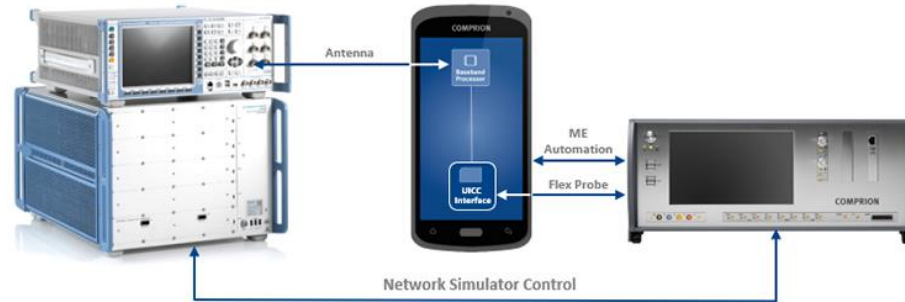 COMPRION
Antenna
Baseband
Processor
ME
Automation
UICC
Interface
Flex Probe
COMPRION
Network Simulator Control